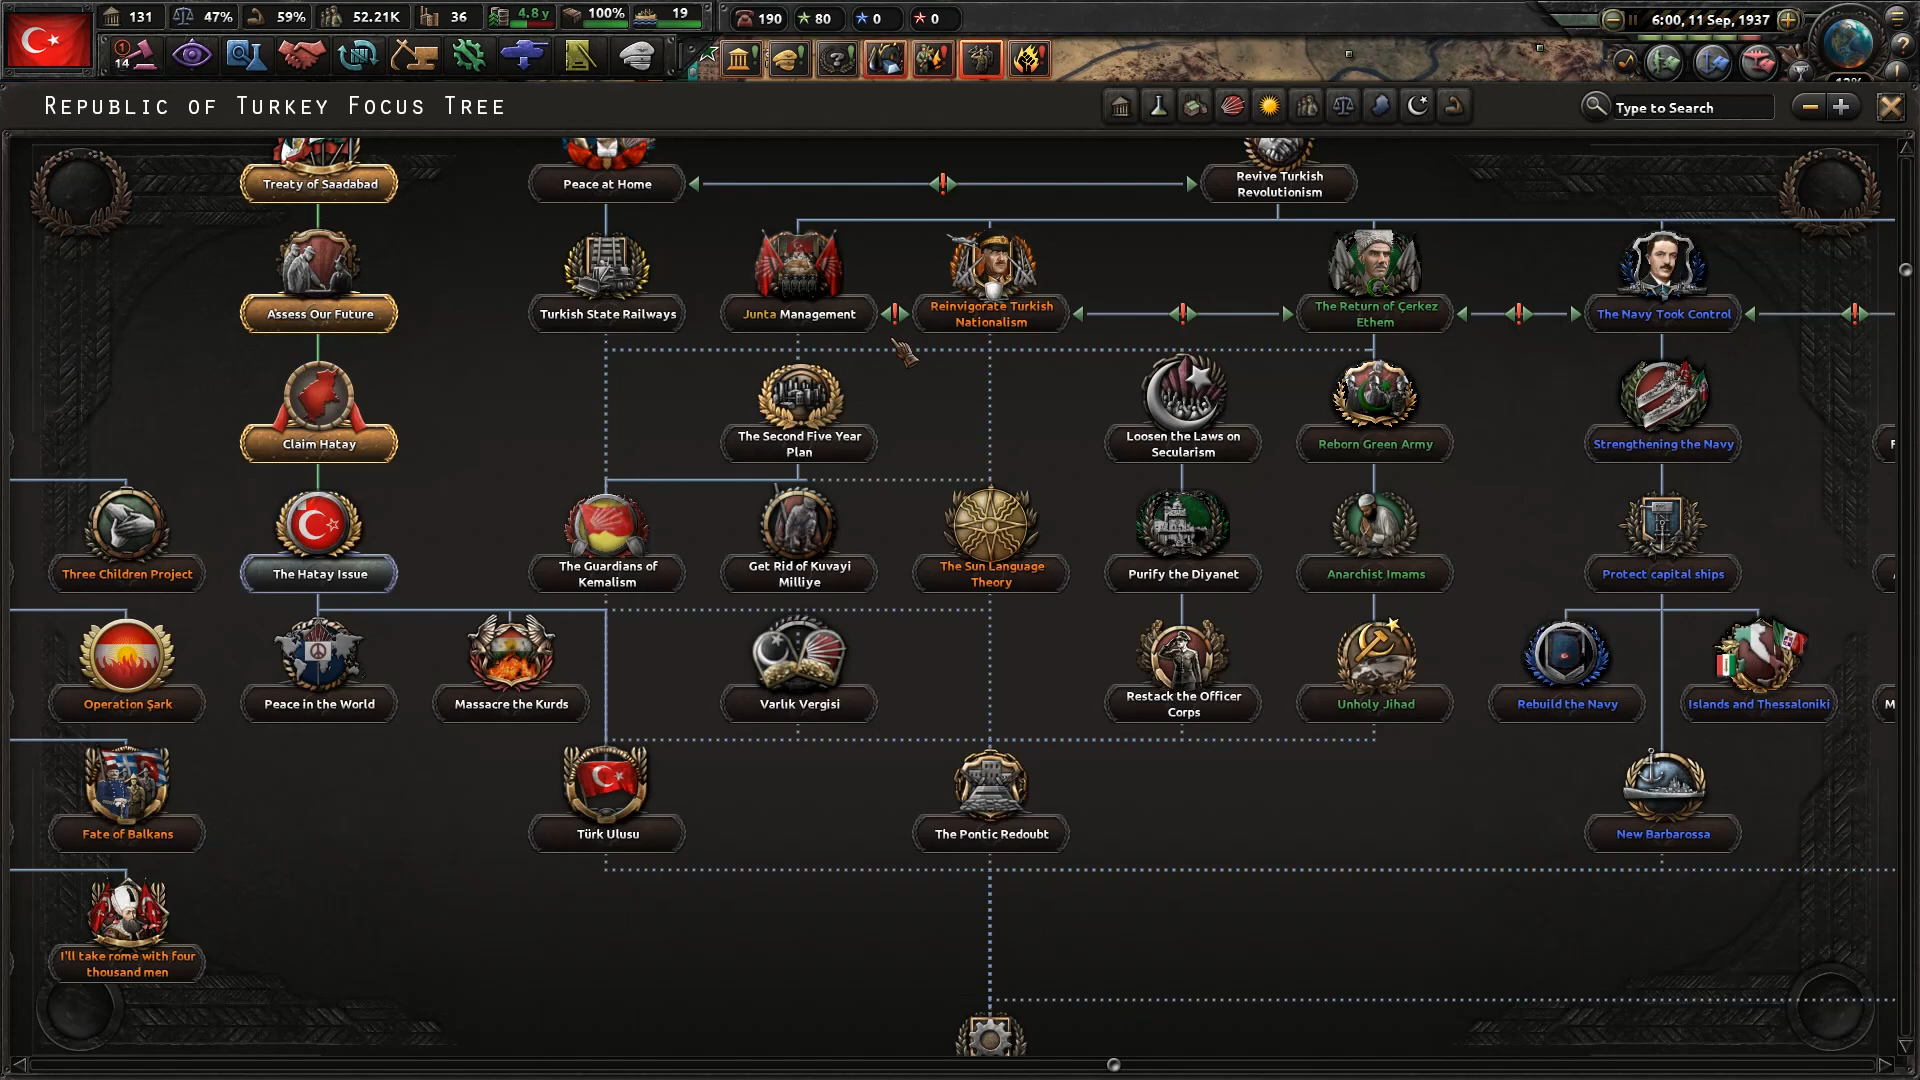 131
47%
59%
52.21K
36
4.8 y
100%
19
190
80
0
0
6:00, 11 Sep, 1937
1
14
Republic of Turkey Focus Tree
Type to Search
Treaty of Saadabad
Peace at Home
Revive Turkish
Revolutionism
Assess Our Future
Turkish State Railways
Junta Management
Reinvigorate Turkish
Nationalism
The Return of Çerkez
Ethem
The Navy Took Control
Claim Hatay
The Second Five Year
Plan
Loosen the Laws on
Secularism
Reborn Green Army
Strengthening the Navy
Three Children Project
The Hatay Issue
The Guardians of
Kemalism
Get Rid of Kuvayi
Milliye
The Sun Language
Theory
Purify the Diyanet
Anarchist Imams
Protect capital ships
Operation Şark
Peace in the World
Massacre the Kurds
Varlık Vergisi
Restack the Officer
Corps
Unholy Jihad
Rebuild the Navy
Islands and Thessaloniki
Fate of Balkans
Türk Ulusu
The Pontic Redoubt
New Barbarossa
I'll take rome with four
thousand men